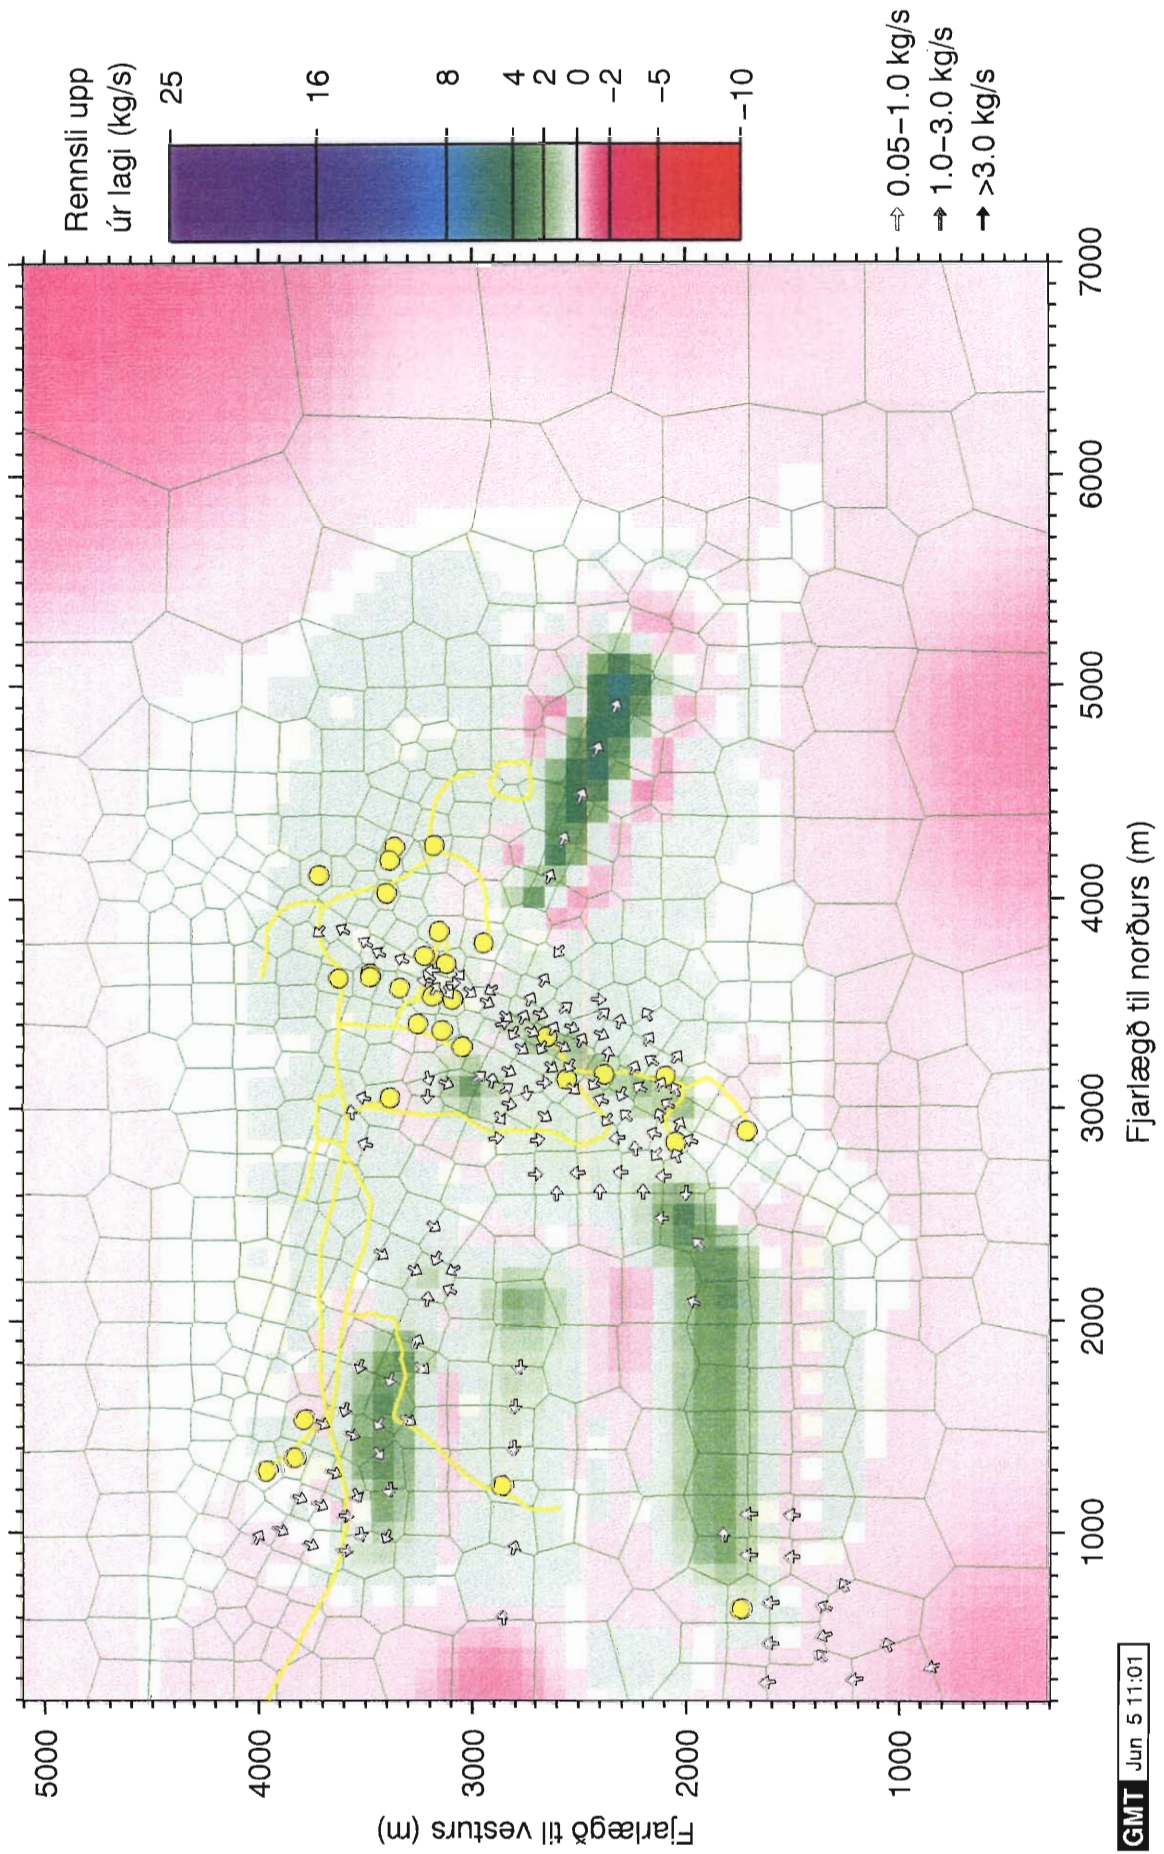 Rennsli upp
úr lagi (kg/s)
25
16
8
4
2
0
−2
−5
−10
0.05−1.0 kg/s
1.0−3.0 kg/s
>3.0 kg/s
5000
4000
3000
2000
1000
Fjarlægð til vesturs (m)
1000
2000
3000
4000
5000
6000
7000
Fjarlægð til norðurs (m)
GMT Jun 5 11:01